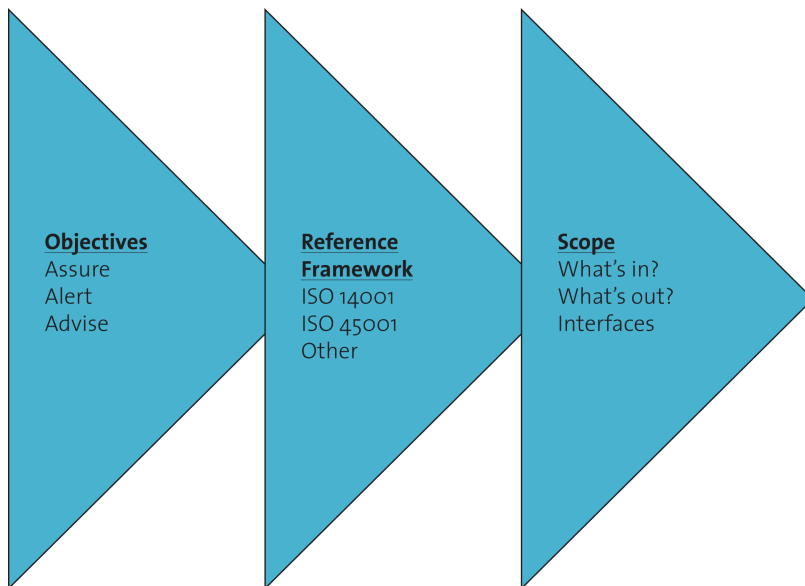 Objectives
Assure
Alert
Advise
Reference
Framework
ISO 14001
ISO 45001
Other
Scope
What's in?
What's out?
Interfaces